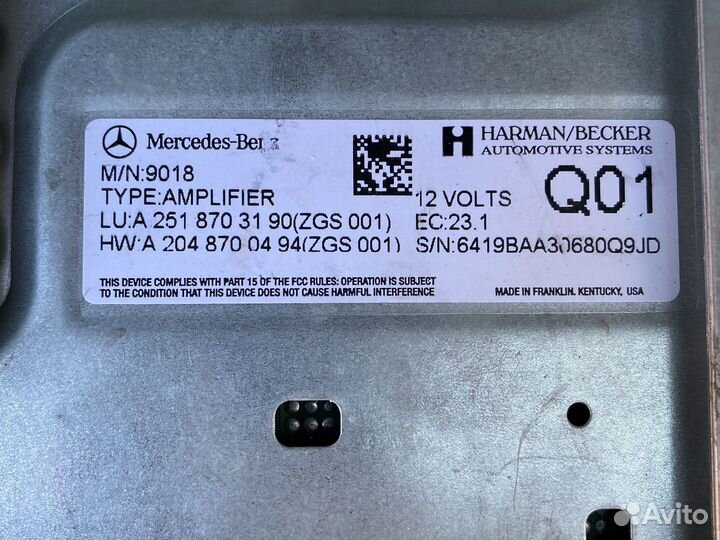 Mercedes-Benz
HARMAN/BECKER
AUTOMOTIVE SYSTEMS
M/N:9018
TYPE:AMPLIFIER
12 VOLTS
Q01
LU:A 251 870 31 90(ZGS 001)
EC:23.1
HW:A 204 870 04 94(ZGS 001)
S/N:6419BAA30680Q9JD
THIS DEVICE COMPLIES WITH PART 15 OF THE FCC RULES: OPERATION IS SUBJECT
TO THE CONDITION THAT THIS DEVICE DOES NOT CAUSE HARMFUL INTERFERENCE
MADE IN FRANKLIN. KENTUCKY, USA
Avito